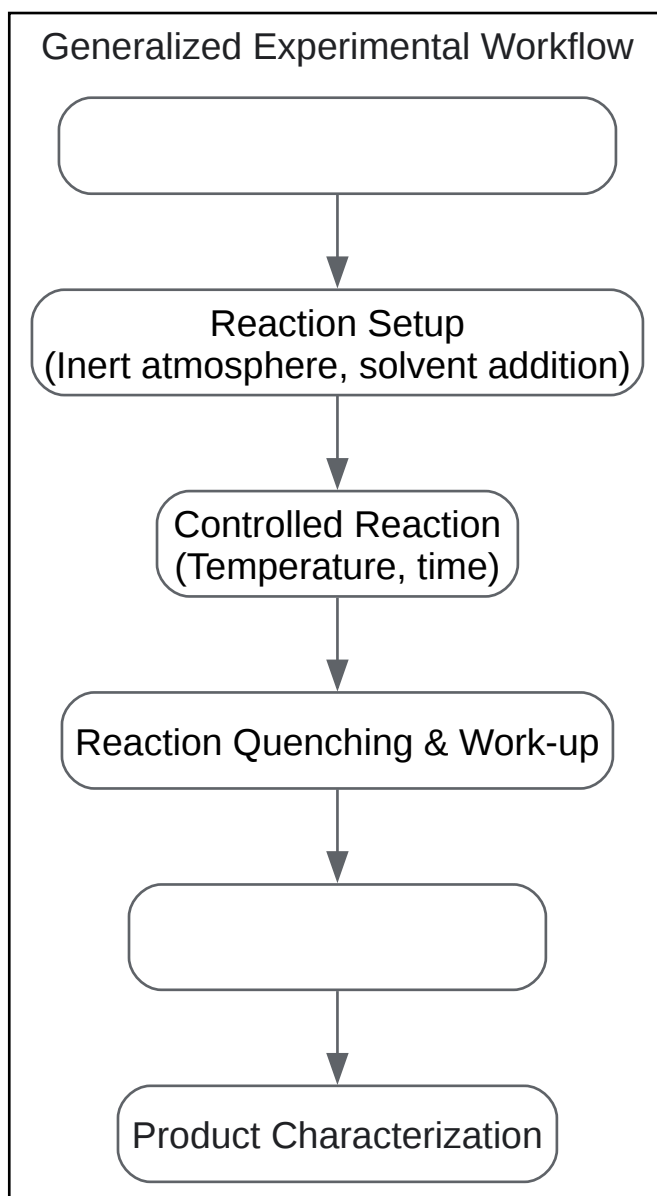 Generalized Experimental Workflow
Reaction Setup
(Inert atmosphere, solvent addition)
Controlled Reaction
(Temperature, time)
Reaction Quenching & Work-up
Product Characterization